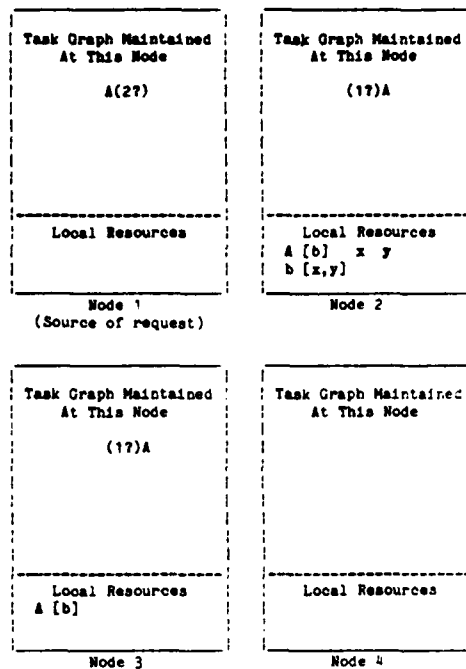 Task Graph Maintained
At This Node
A(2?)
Local Resources
Node 1
(Source of request)
Task Graph Maintained
At This Node
(1?)A
Local Resources
A [b] x y
b [x,y]
Node 2
Task Graph Maintained
At This Node
(1?)A
Local Resources
A [b]
Node 3
Task Graph Maintained
At This Node
Local Resources
Node 4